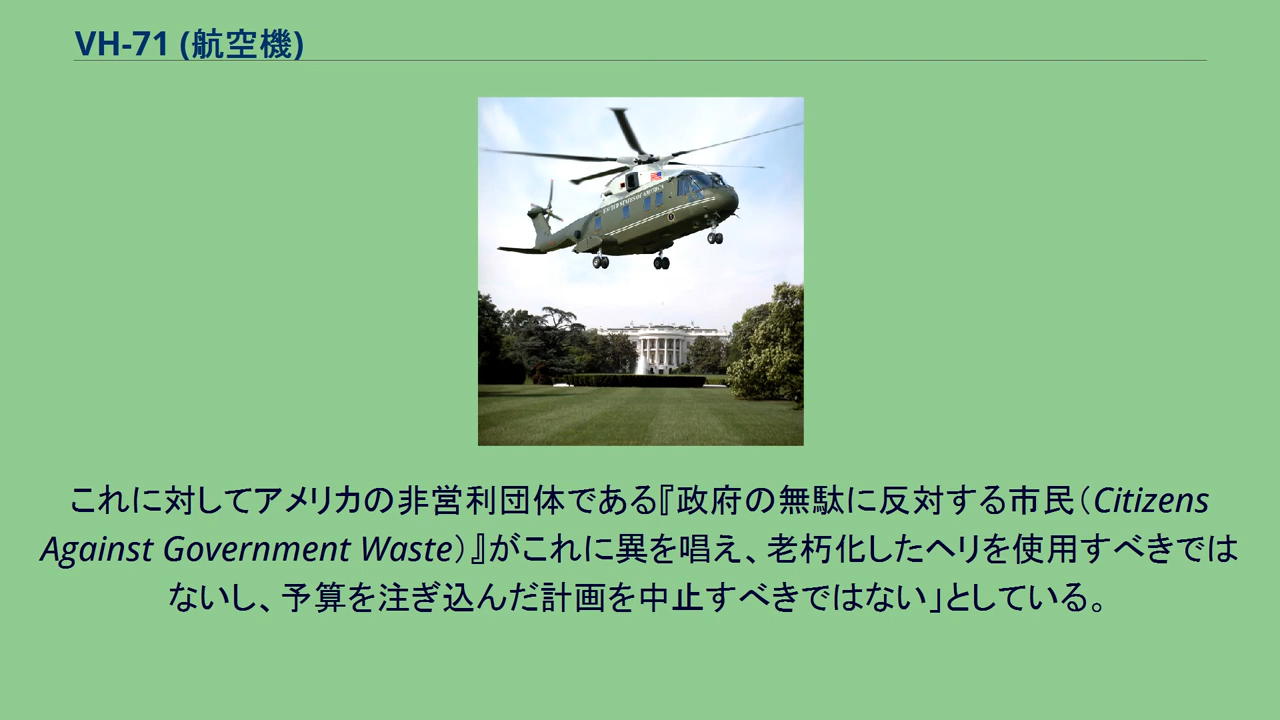 VH-71 (航空機)
UNITED STATES OF AMERICA
これに対してアメリカの非営利団体である『政府の無駄に反対する市民（Citizens
Against Government Waste）』がこれに異を唱え、老朽化したヘリを使用すべきでは
ないし、予算を注ぎ込んだ計画を中止すべきではない」としている。